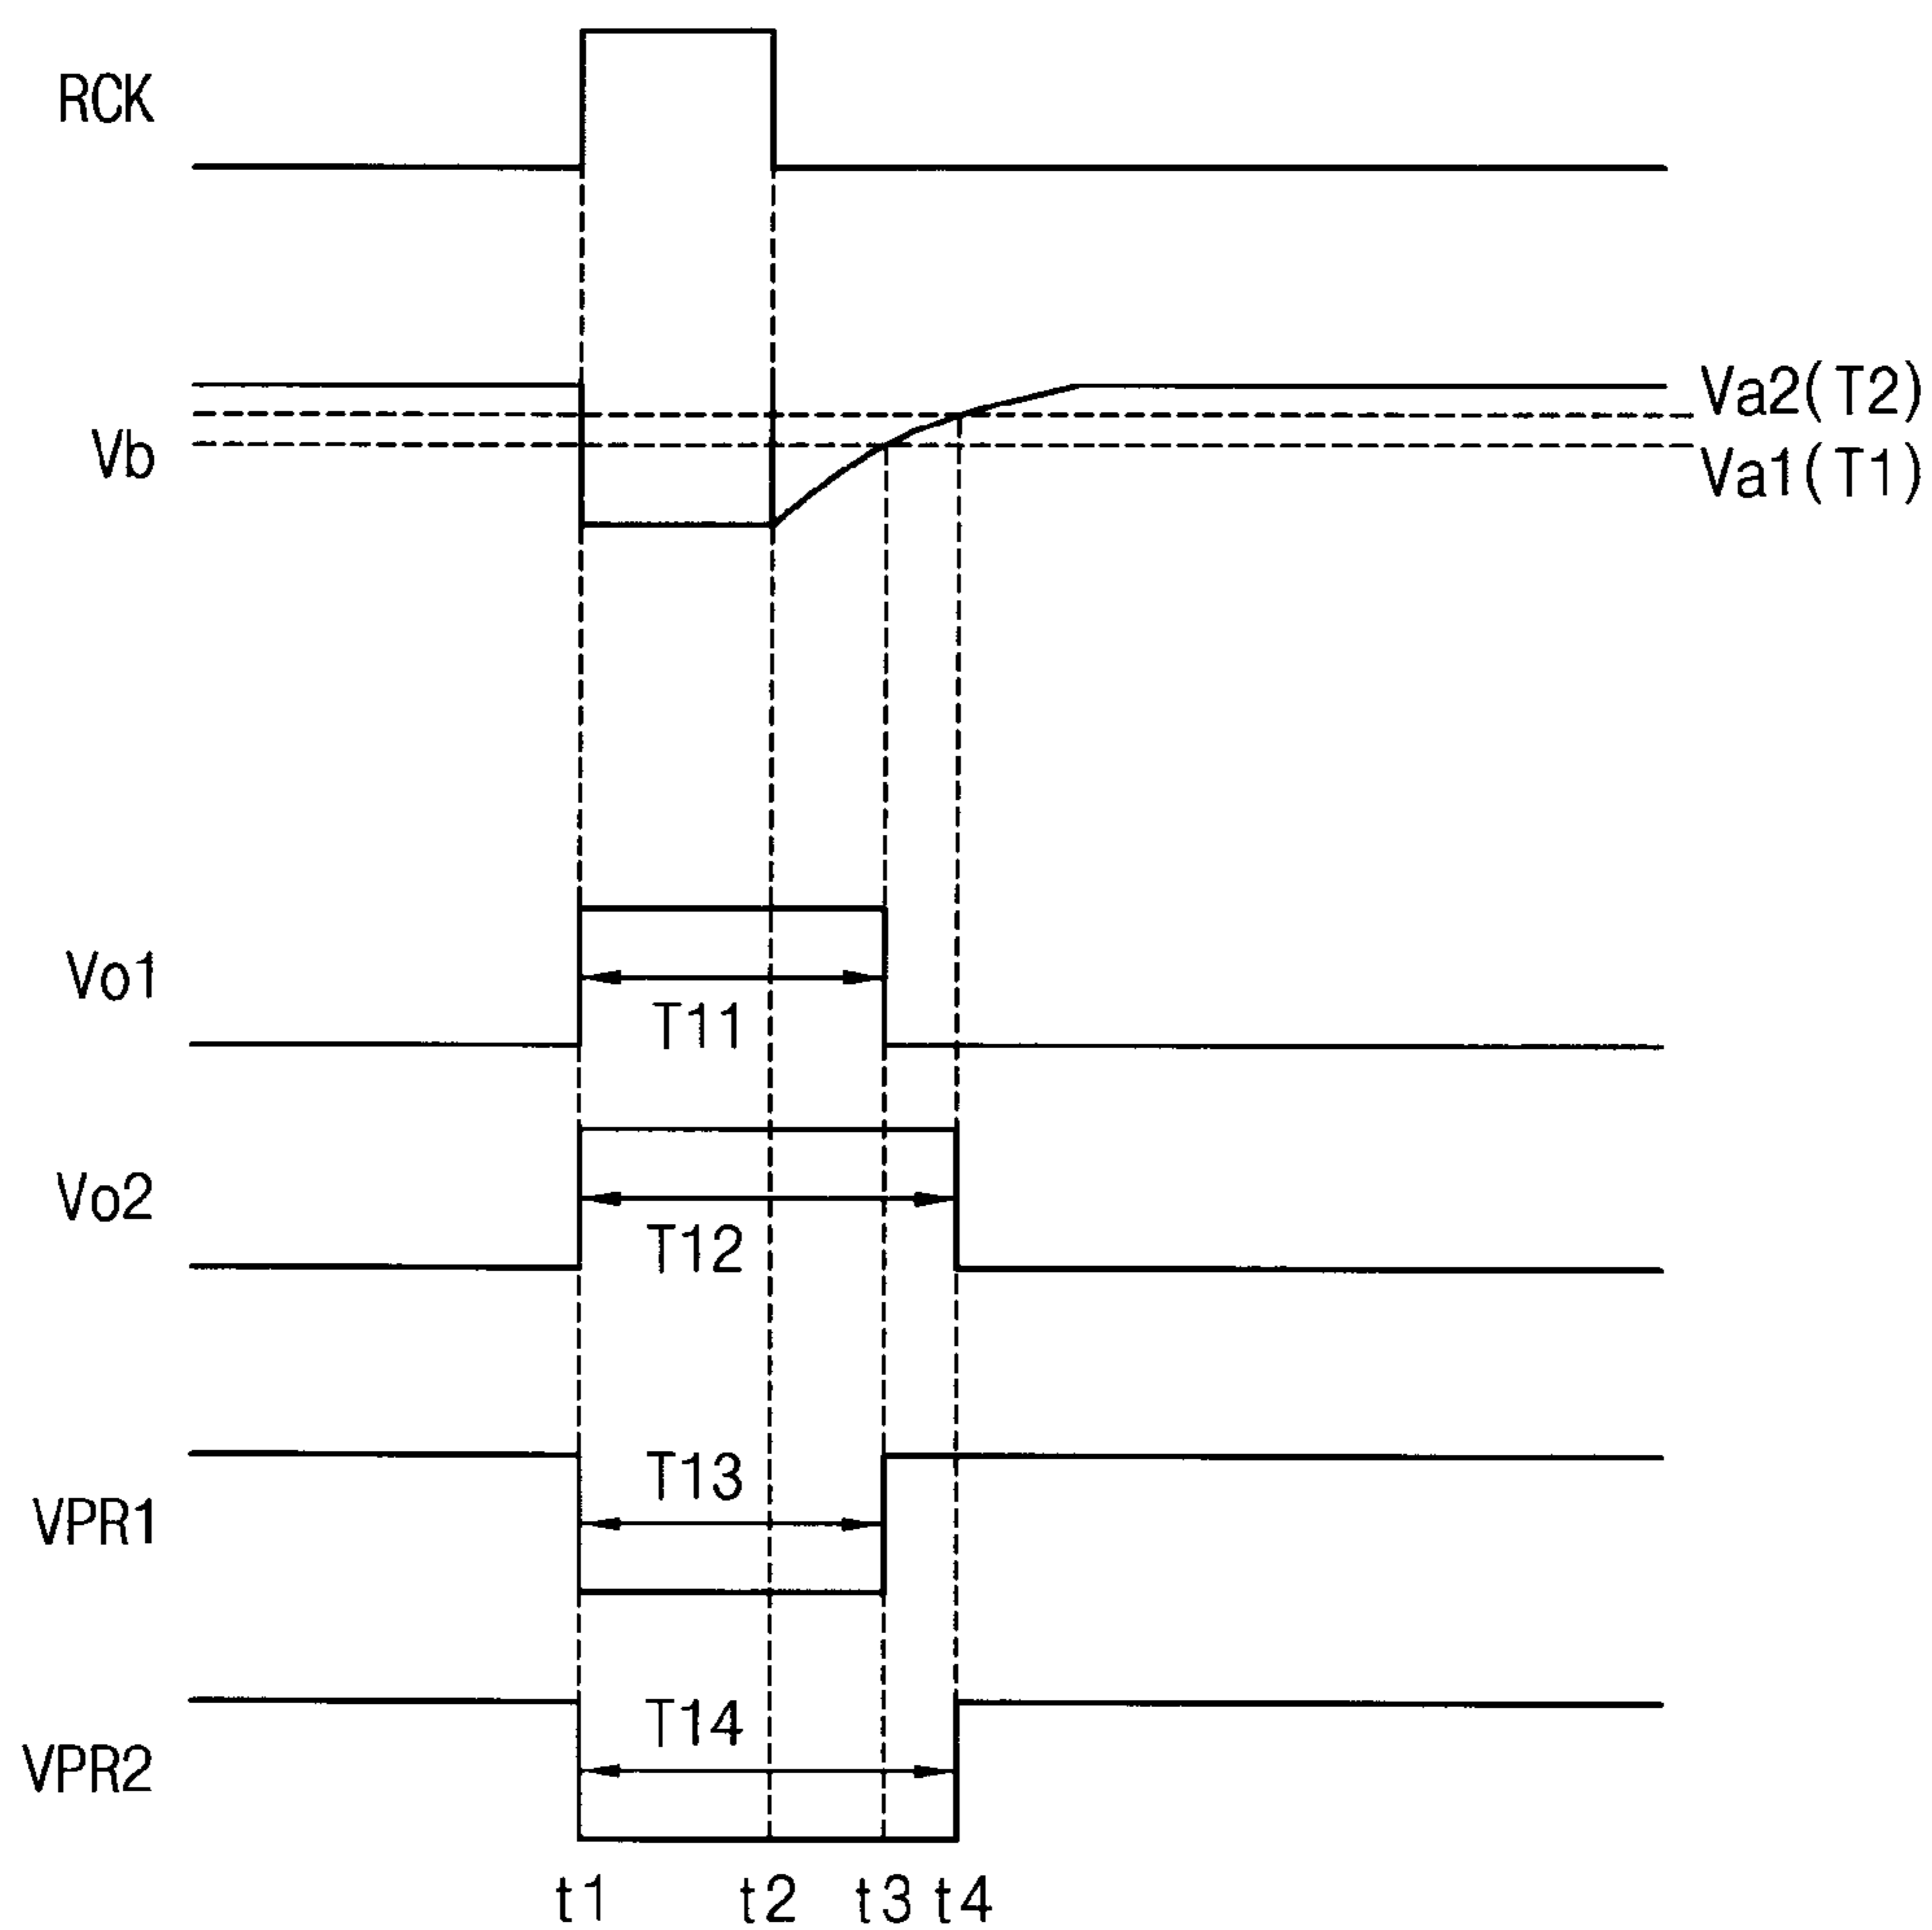 RCK
Va2(T2)
Vb
Va1(T1)
Vo1
T11
Vo2
T12
T13
VPR1
T14
VPR2
t1 t2 t3 t4